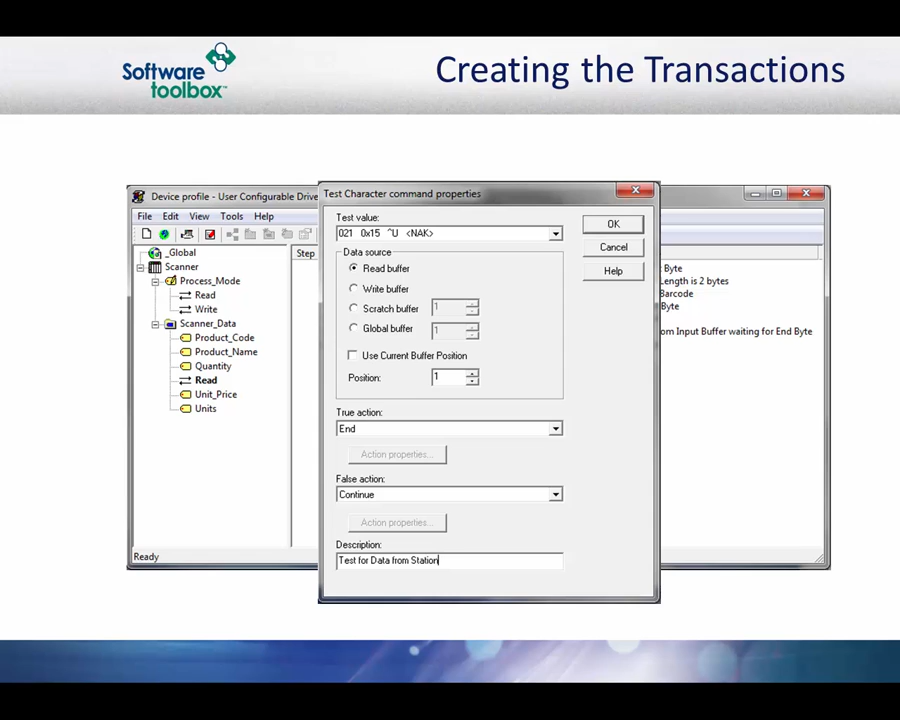 Software
toolbox
Creating the Transactions
Device profile - User Configurable Drive
File Edit View Tools Help
_Global
Scanner
Process_Mode
Read
Write
Scanner_Data
Product_Code
Product_Name
Quantity
Read
Unit_Price
Units
Step
Ready
Test Character command properties
Test value:
021 0x15 ^U <NAK>
Data source
Read buffer
Write buffer
Scratch buffer 1
Global buffer 1
Use Current Buffer Position
Position: 1
True action:
End
Action properties...
False action:
Continue
Action properties...
Description:
Test for Data from Station
OK
Cancel
Help
Byte
Length is 2 bytes
Barcode
Byte
om Input Buffer waiting for End Byte